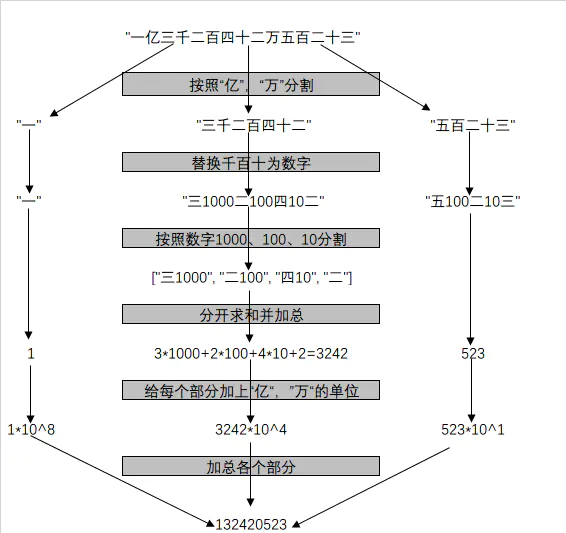 "一亿三千二百四十二万五百二十三"
按照“亿”，“万”分割
"一" "三千二百四十二" "五百二十三"
替换千百十为数字
"一" "三1000二100四10二" "五100二10三"
按照数字1000、100、10分割
["三1000", "二100", "四10", "二"]
分开求和并加总
1 3*1000+2*100+4*10+2=3242 523
给每个部分加上“亿“，”万“的单位
1*10^8 3242*10^4 523*10^1
加总各个部分
132420523